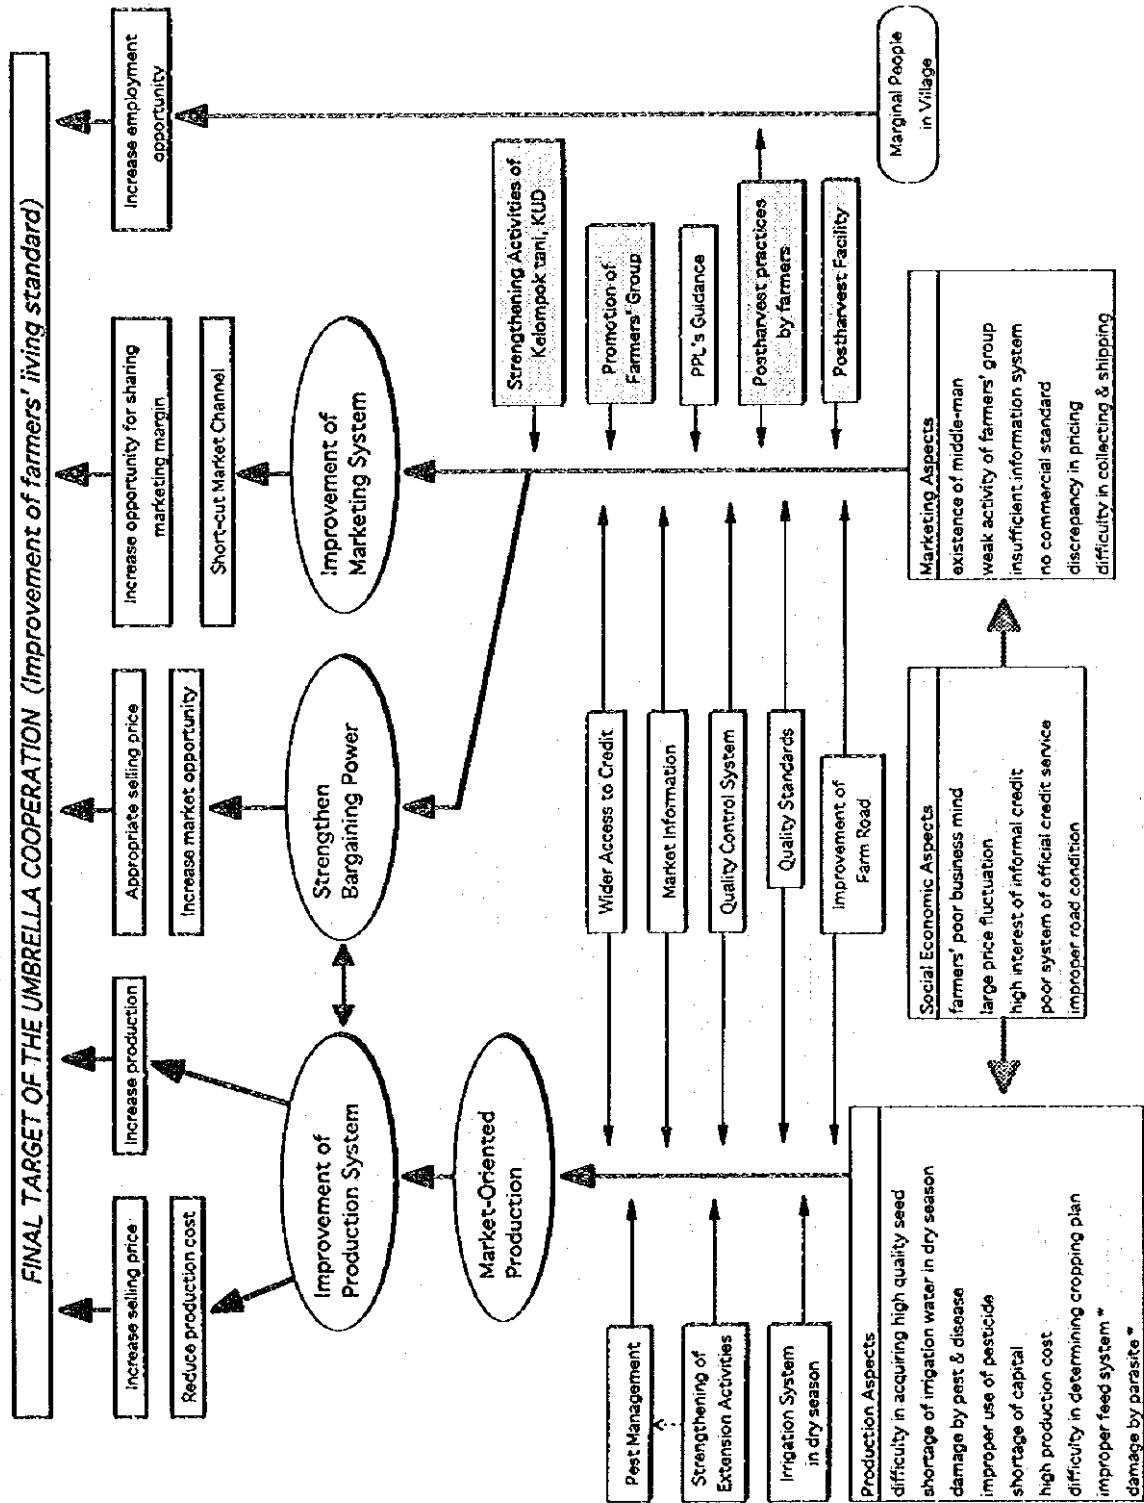 FINAL TARGET OF THE UMBRELLA COOPERATION (Improvement of farmers' living standard)
Increase selling price
Reduce production cost
Increase production
Appropriate selling price
Increase market opportunity
Increase opportunity for sharing
marketing margin
Short-cut Market Channel
Increase employment
opportunity
Improvement of
Production System
Strengthen
Bargaining Power
Improvement of
Marketing System
Market-Oriented
Production
Pest Management
Strengthening of
Extension Activities
Irrigation System
in dry season
Wider Access to Credit
Market Information
Quality Control System
Quality Standards
Improvement of
Farm Road
Strengthening Activities of
Kelompok tani, KUD
Promotion of
Farmers' Group
PPL's Guidance
Postharvest practices
by farmers
Postharvest Facility
Marginal People
in Village
Production Aspects
difficulty in acquiring high quality seed
shortage of irrigation water in dry season
damage by pest & disease
improper use of pesticide
shortage of capital
high production cost
difficulty in determining cropping plan
improper feed system *
damage by parasite *
Social Economic Aspects
farmers' poor business mind
large price fluctuation
high interest of informal credit
poor system of official credit service
improper road condition
Marketing Aspects
existence of middle-man
weak activity of farmers' group
insufficient information system
no commercial standard
discrepancy in pricing
difficulty in collecting & shipping